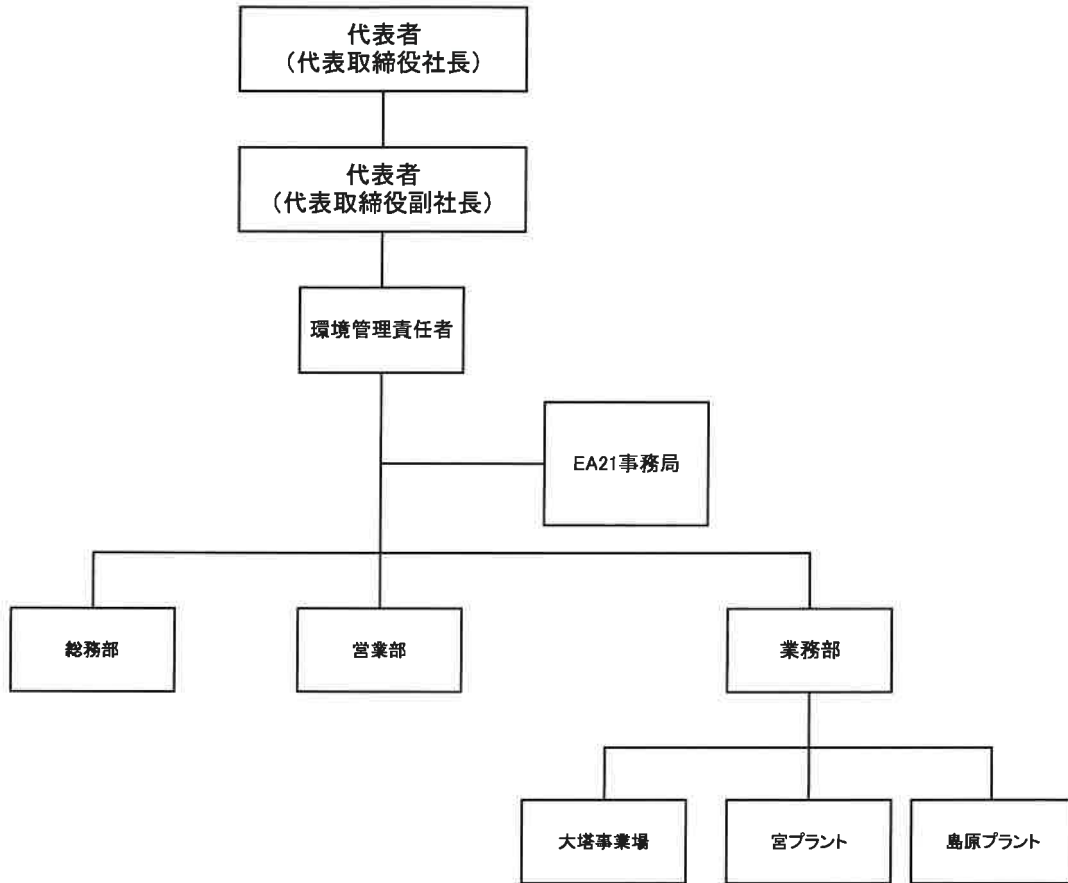 代表者
（代表取締役社長）
代表者
（代表取締役副社長）
環境管理責任者
EA21事務局
総務部
営業部
業務部
大塔事業場
宮プラント
島原プラント